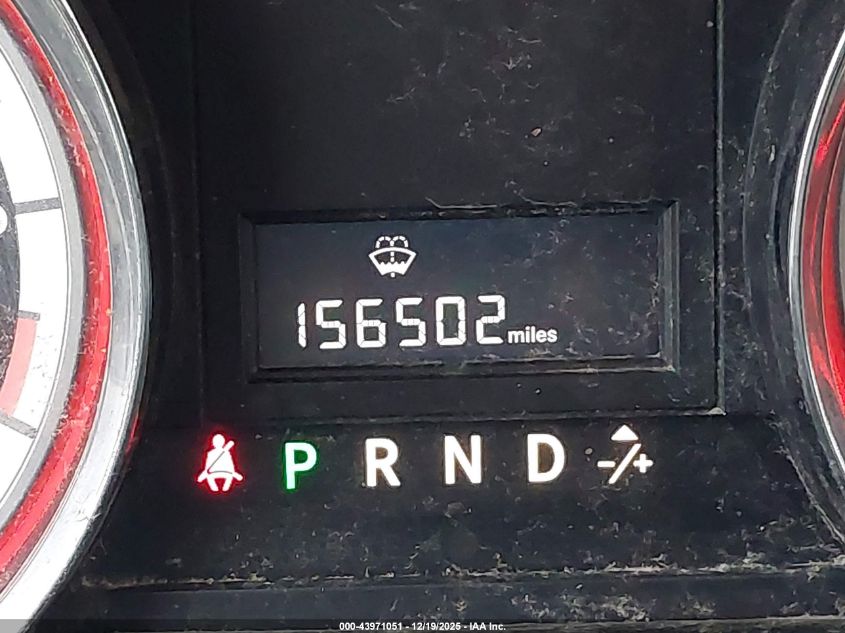 156502 miles
P R N D -/+
000-43971051 - 12/19/2025 - IAA Inc.